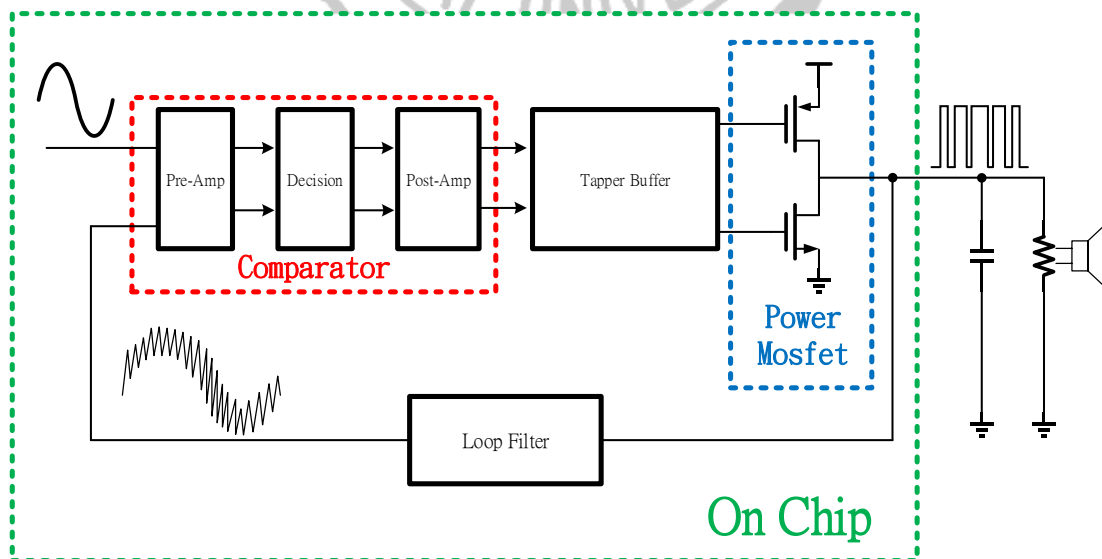 Pre-Amp
Decision
Post-Amp
Tapper Buffer
Comparator
Power
Mosfet
Loop Filter
On Chip